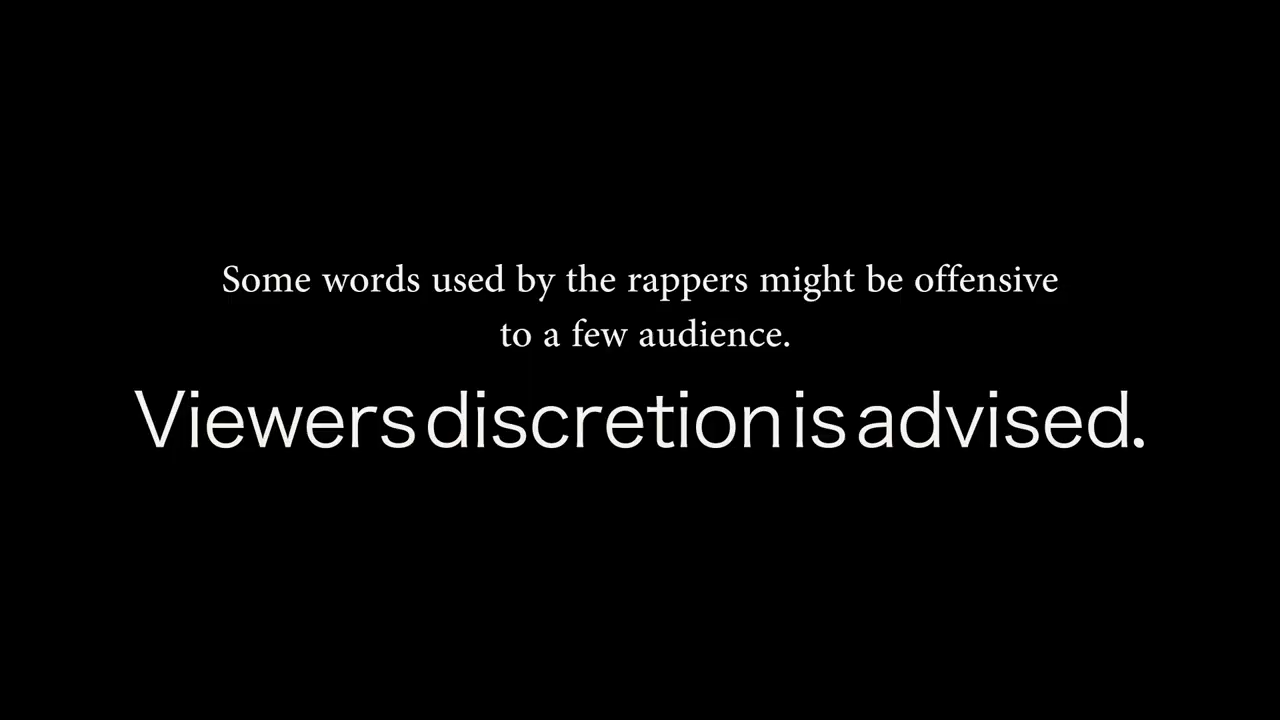 Some words used by the rappers might be offensive
to a few audience.
Viewers discretion is advised.